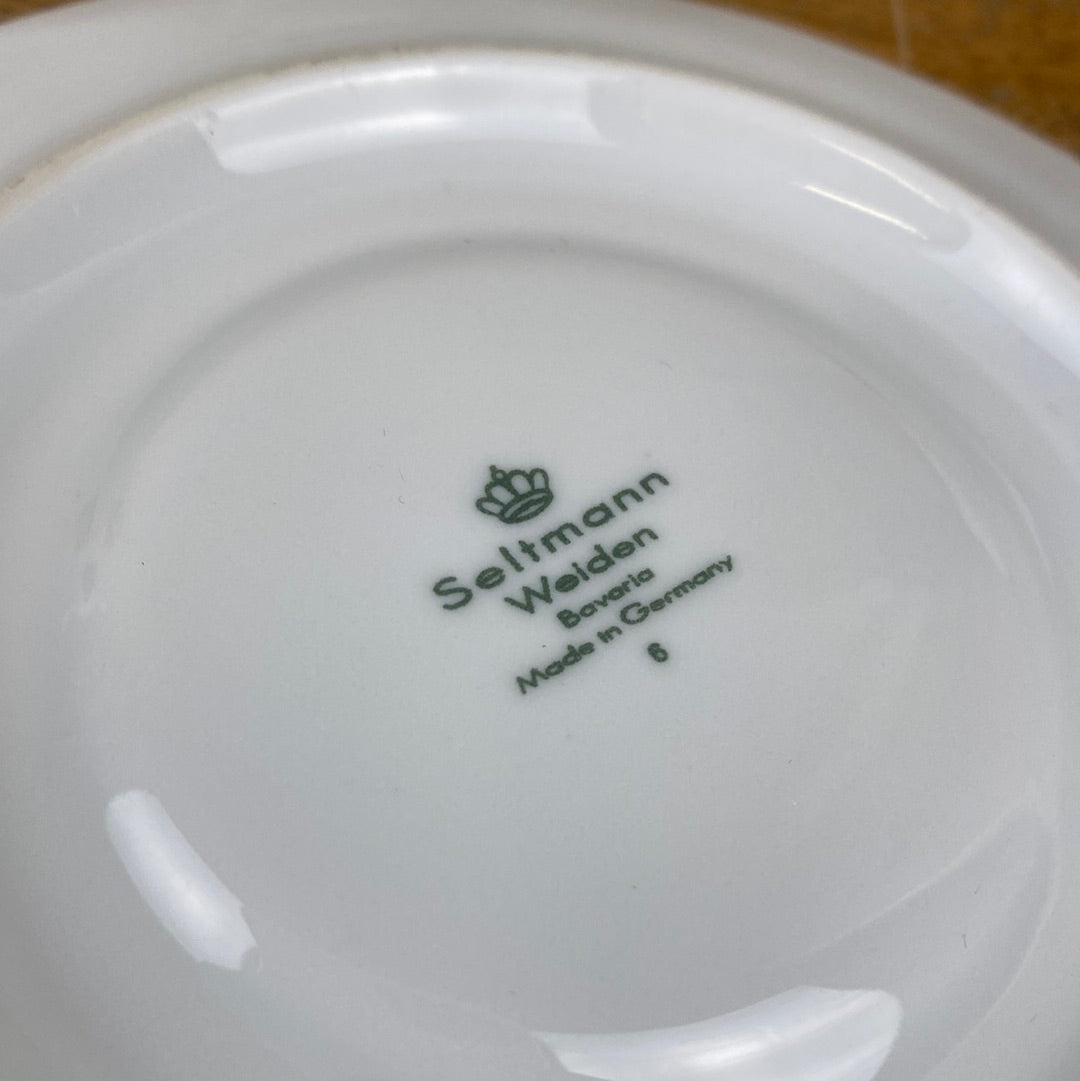 Seltmann
Weiden
Bavaria
Made in Germany
6